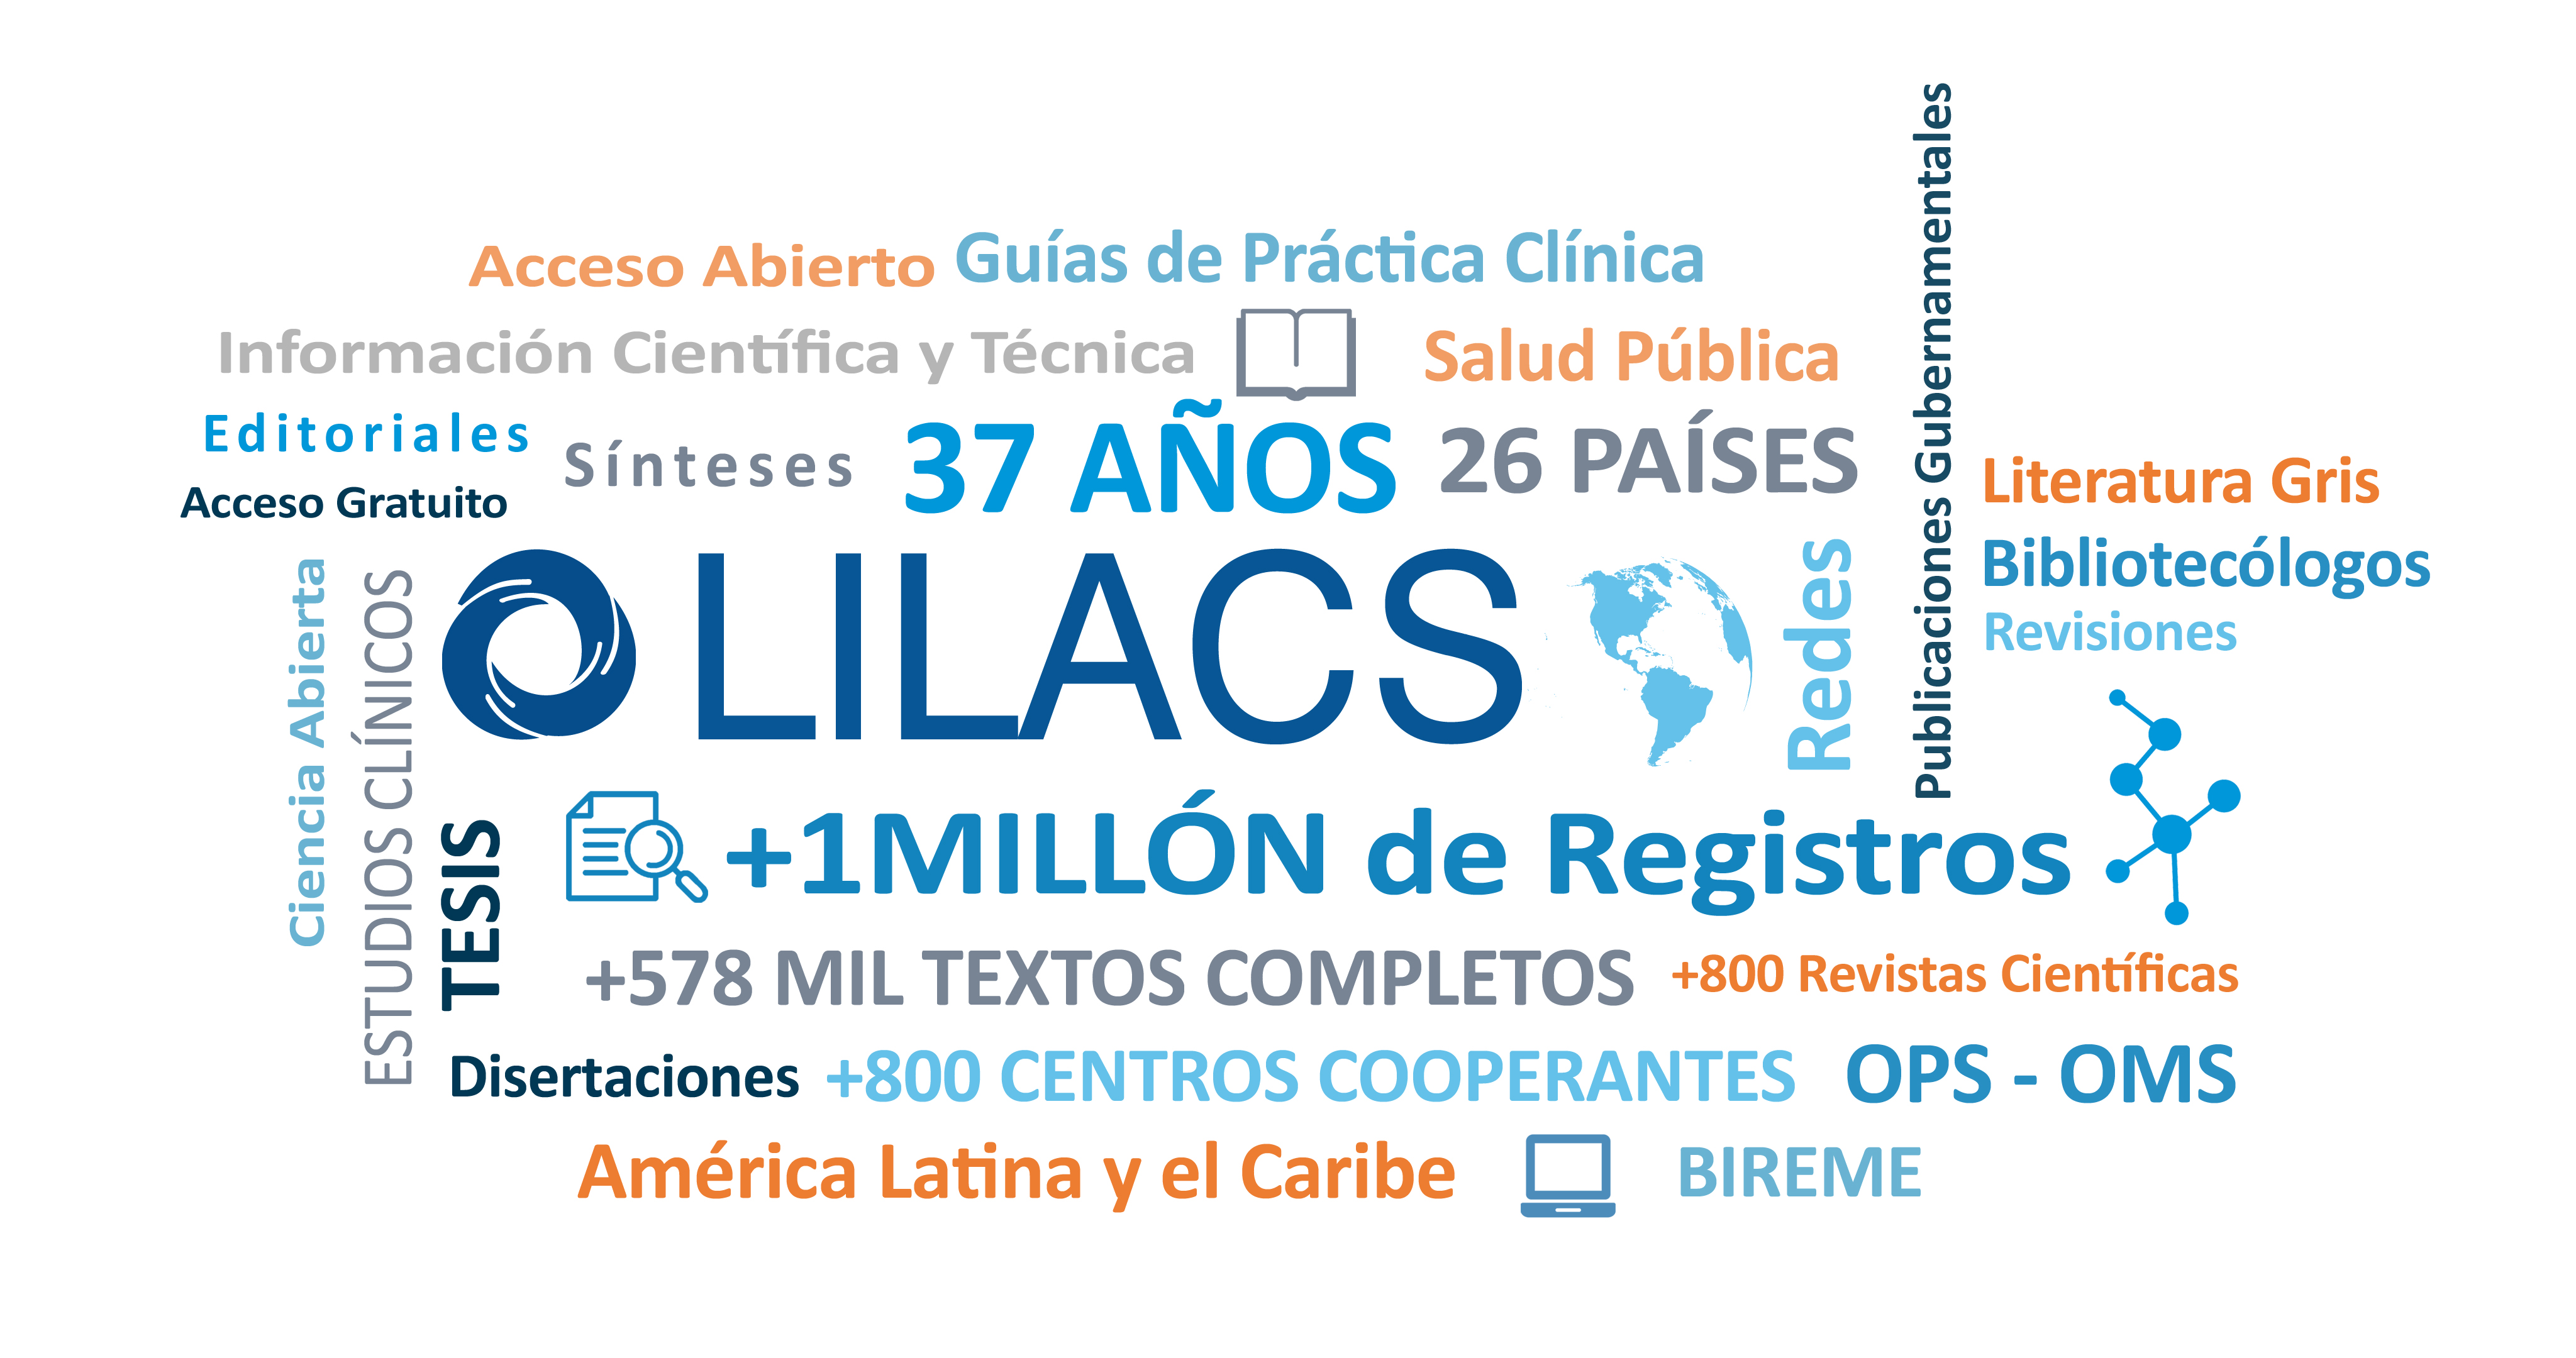 Publicaciones Gubernamentales
Acceso Abierto
Guías de Práctica Clínica
Información Científica y Técnica
Salud Pública
Editoriales
Sínteses
37 AÑOS
26 PAÍSES
Literatura Gris
Acceso Gratuito
Bibliotecólogos
Revisiones
Ciencia Abierta
ESTUDIOS CLÍNICOS
LILACS
Redes
TESIS
+1MILLÓN de Registros
+578 MIL TEXTOS COMPLETOS
+800 Revistas Científicas
Disertaciones
+800 CENTROS COOPERANTES
OPS - OMS
América Latina y el Caribe
BIREME